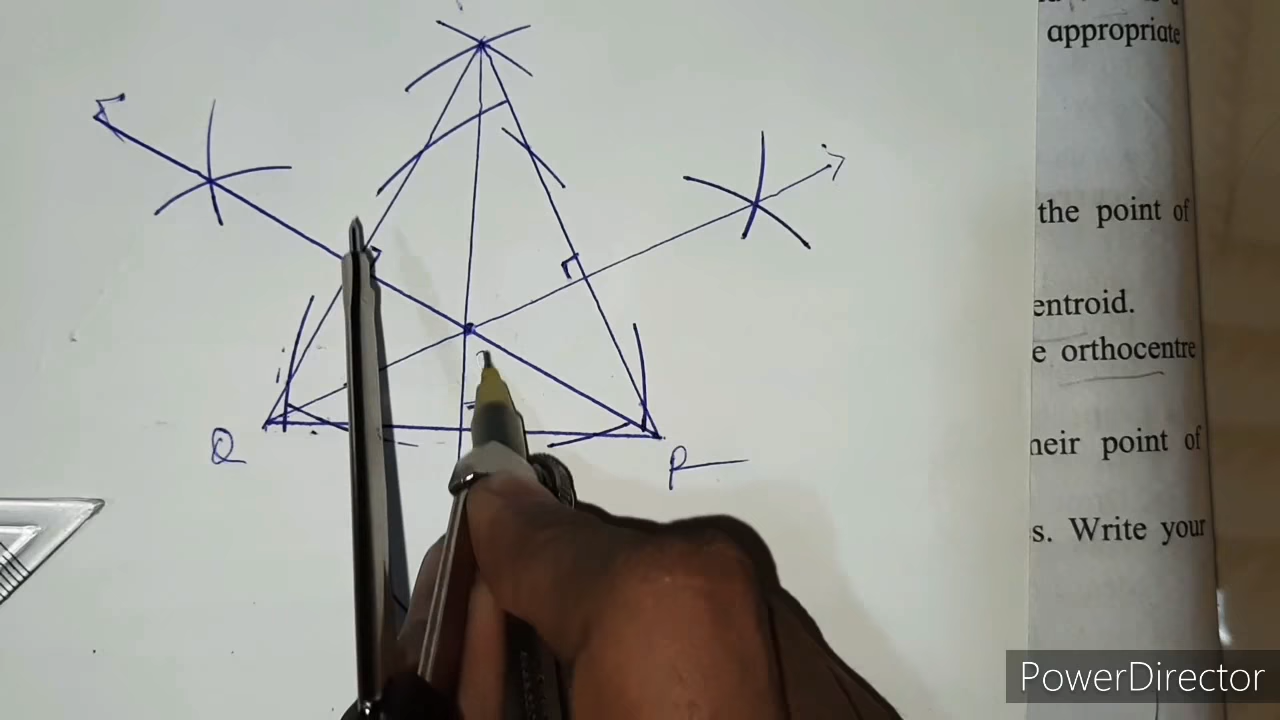 appropriate
the point of
entroid.
e orthocentre
heir point of
s. Write your
Q
R
PowerDirector